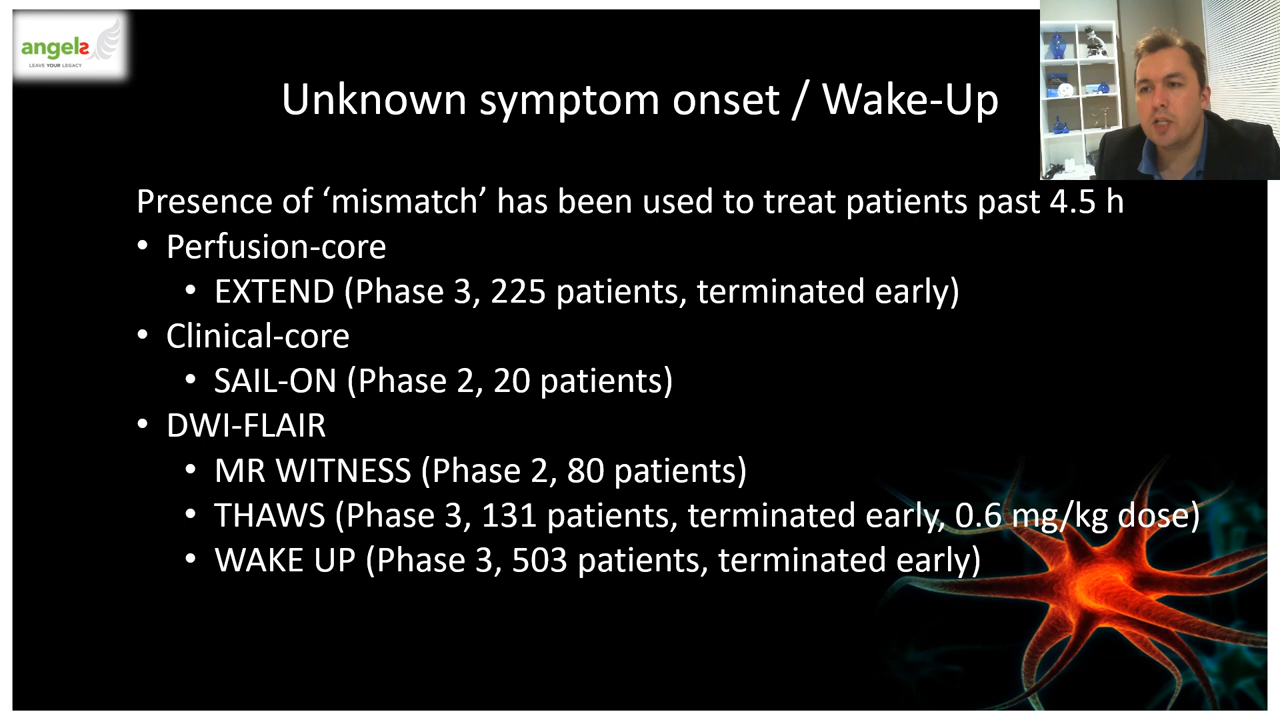 angels
LEAVE YOUR LEGACY
Unknown symptom onset / Wake-Up
Presence of ‘mismatch’ has been used to treat patients past 4.5 h
• Perfusion-core
• EXTEND (Phase 3, 225 patients, terminated early)
• Clinical-core
• SAIL-ON (Phase 2, 20 patients)
• DWI-FLAIR
• MR WITNESS (Phase 2, 80 patients)
• THAWS (Phase 3, 131 patients, terminated early, 0.6 mg/kg dose)
• WAKE UP (Phase 3, 503 patients, terminated early)